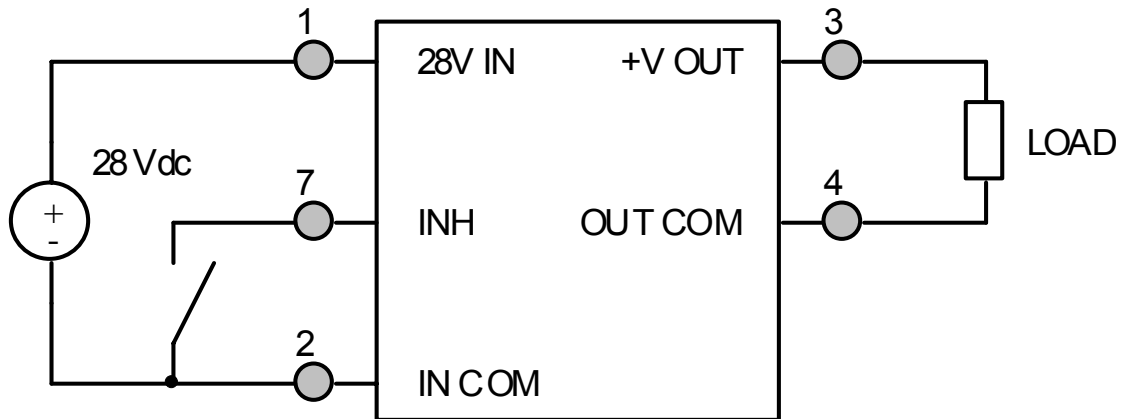 1
3
28V IN
+V OUT
28 Vdc
LOAD
7
4
+
-
INH
OUT COM
2
IN COM